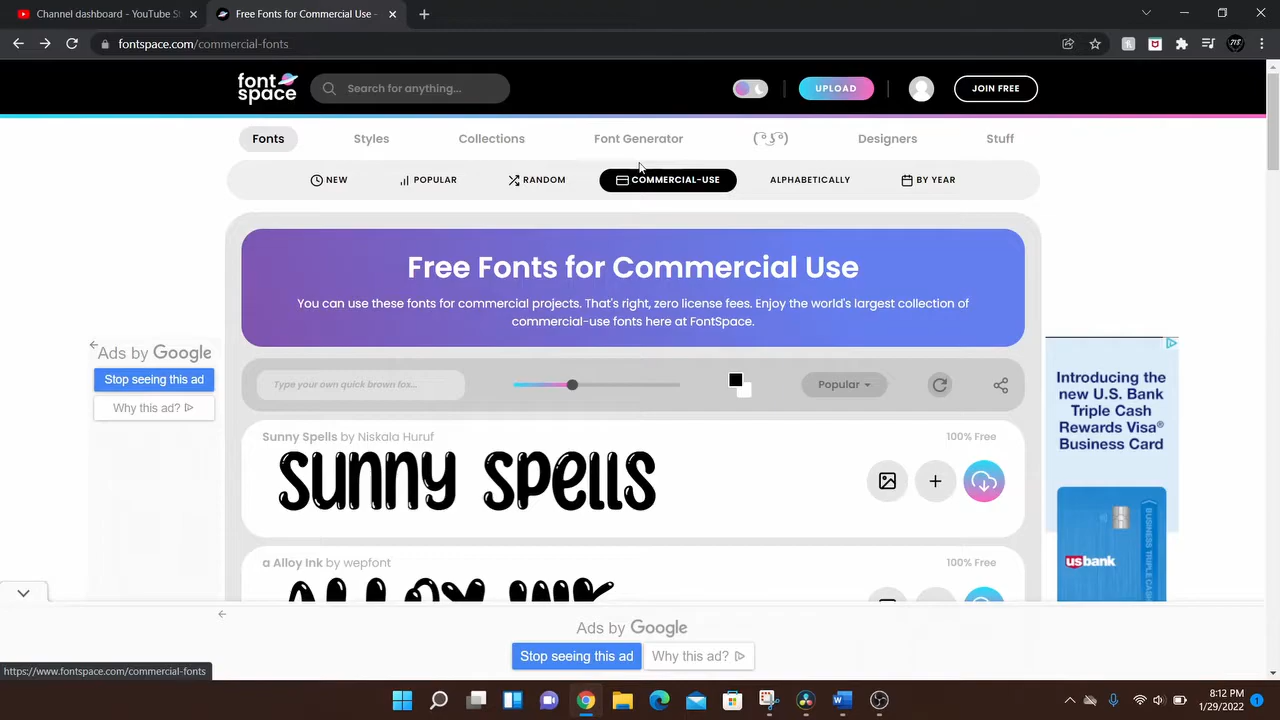 Channel dashboard - YouTube St
Free Fonts for Commercial Use -
fontspace.com/commercial-fonts
font space
Search for anything...
UPLOAD
JOIN FREE
Fonts
Styles
Collections
Font Generator
( ͡° ͜ʖ ͡°)
Designers
Stuff
NEW
POPULAR
RANDOM
COMMERCIAL-USE
ALPHABETICALLY
BY YEAR
Free Fonts for Commercial Use
You can use these fonts for commercial projects. That's right, zero license fees. Enjoy the world's largest collection of
commercial-use fonts here at FontSpace.
Ads by Google
Stop seeing this ad
Why this ad?
Type your own quick brown fox...
Popular
Introducing the
new U.S. Bank
Triple Cash
Rewards Visa®
Business Card
BUSINESS TRIPLE CAS
usbank
Sunny Spells by Niskala Huruf
100% Free
sunny spells
a Alloy Ink by wepfont
100% Free
ALLOY INK
Ads by Google
Stop seeing this ad
Why this ad?
https://www.fontspace.com/commercial-fonts
8:12 PM
1/29/2022